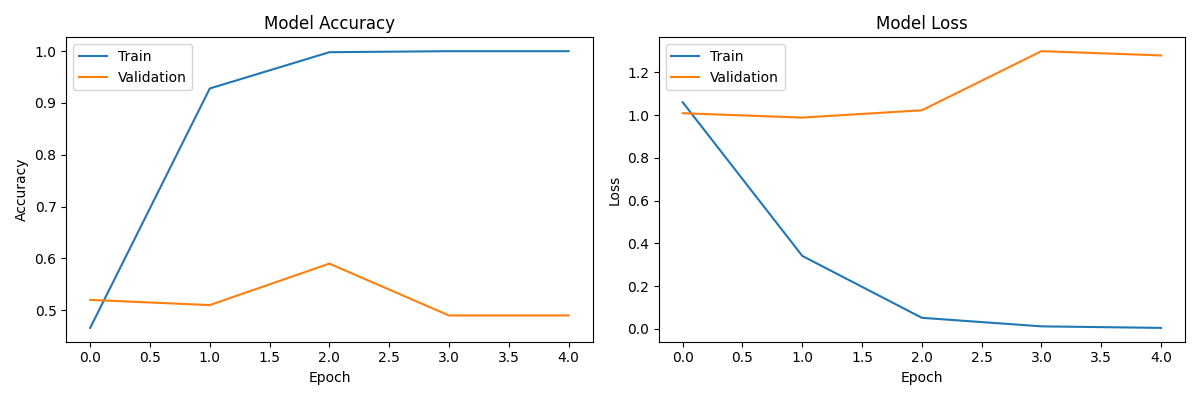 Model Accuracy
Train
Validation
1.0
0.9
0.8
0.7
0.6
0.5
Accuracy
0.0 0.5 1.0 1.5 2.0 2.5 3.0 3.5 4.0
Epoch
Model Loss
Train
Validation
1.2
1.0
0.8
0.6
0.4
0.2
0.0
Loss
0.0 0.5 1.0 1.5 2.0 2.5 3.0 3.5 4.0
Epoch